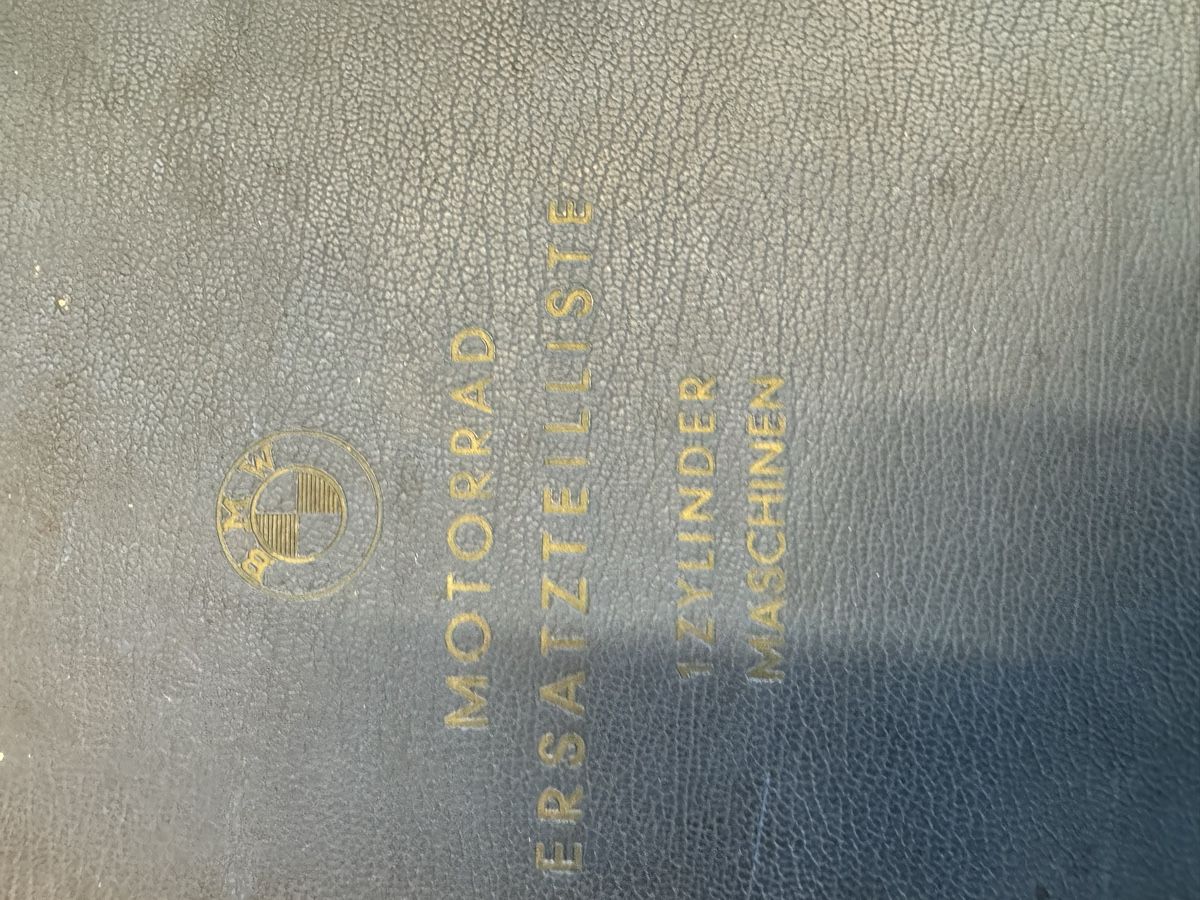 BMW
MOTORRAD
ERSATZTEILLISTE
1 ZYLINDER
MASCHINEN